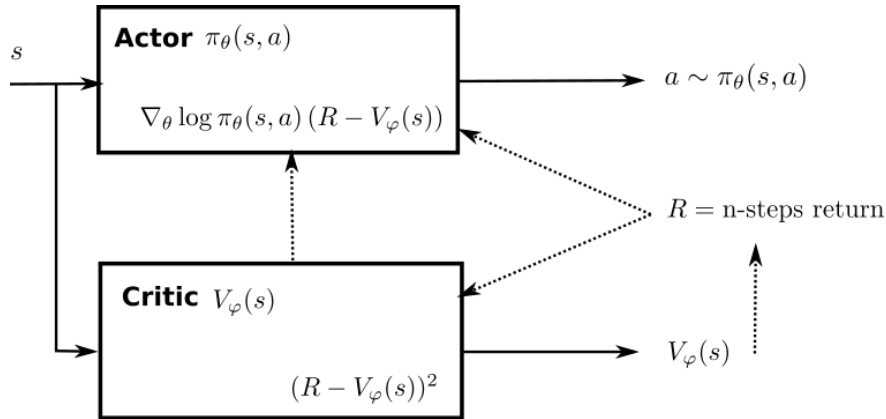 s
Actor π_θ(s, a)
∇_θ log π_θ(s, a) (R − V_φ(s))
a ∼ π_θ(s, a)
R = n-steps return
Critic V_φ(s)
(R − V_φ(s))²
V_φ(s)